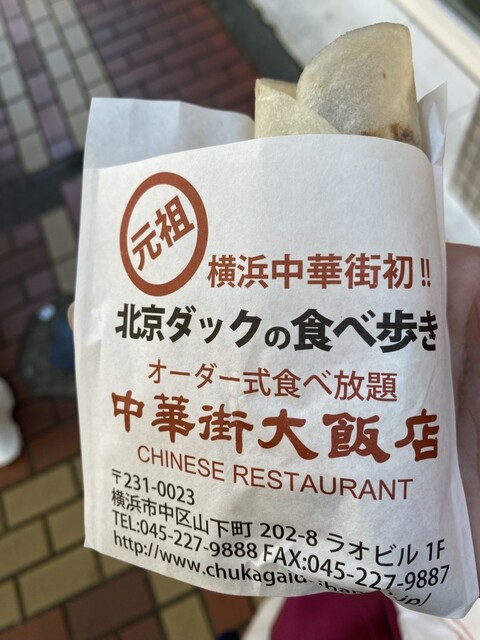 元祖
横浜中華街初!!
北京ダックの食べ歩き
オーダー式食べ放題
中華街大飯店
CHINESE RESTAURANT
〒231-0023
横浜市中区山下町 202-8 ラオビル 1F
TEL:045-227-9888 FAX:045-227-9887